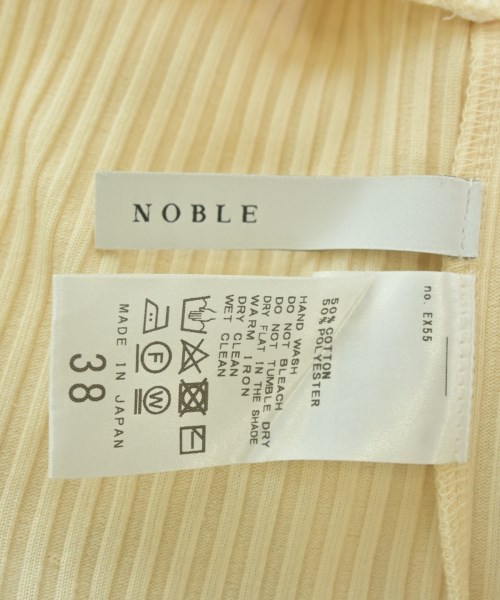 NOBLE
no. EX55
50% COTTON
50% POLYESTER
HAND WASH
DO NOT BLEACH
DO NOT TUMBLE DRY
DRY FLAT IN THE SHADE
WARM IRON
DRY CLEAN
WET CLEAN
F W
MADE IN JAPAN
38